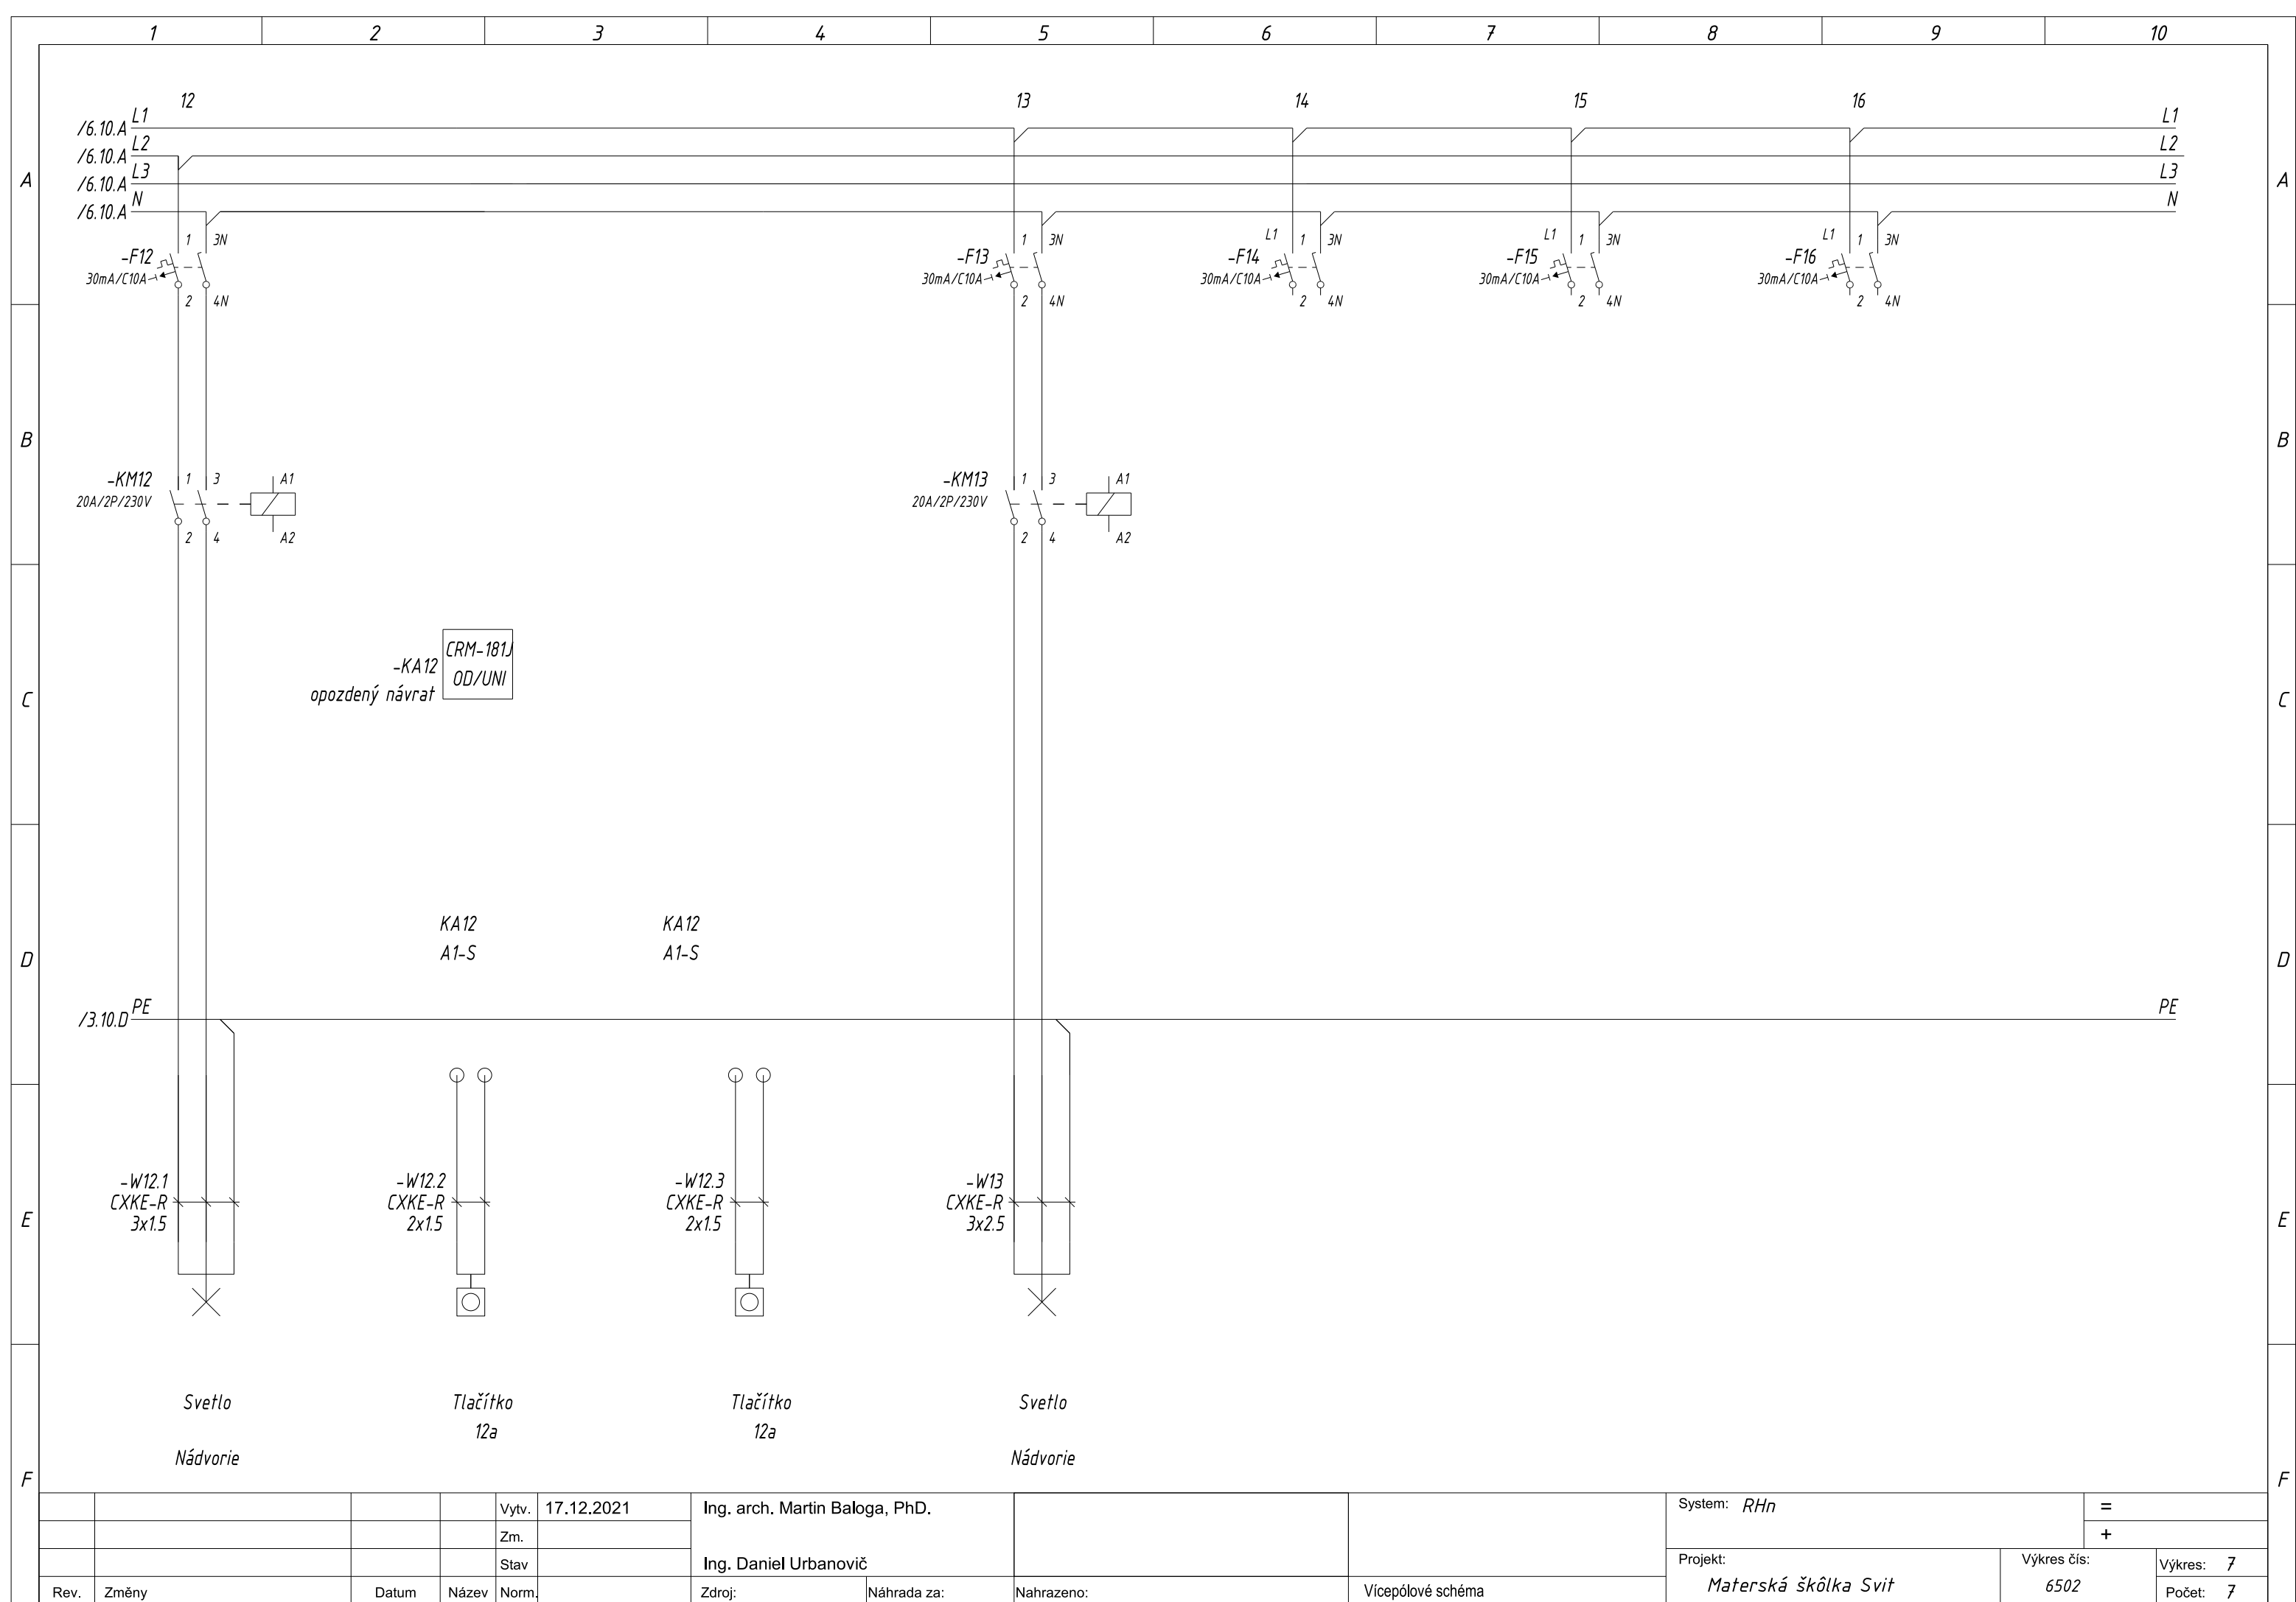 1 2 3 4 5 6 7 8 9 10
12 13 14 15 16
/6.10.A L1 L1
/6.10.A L2 L2
A /6.10.A L3 L3 A
/6.10.A N N
1 3N 1 3N L1 1 3N L1 1 3N L1 1 3N
-F12 -F13 -F14 -F15 -F16
30mA/C10A 30mA/C10A 30mA/C10A 30mA/C10A 30mA/C10A
2 4N 2 4N 2 4N 2 4N 2 4N
B B
-KM12 1 3 A1 -KM13 1 3 A1
20A/2P/230V 20A/2P/230V
2 4 A2 2 4 A2
CRM-181J
-KA12
OD/UNI
opozdený návrat
C C
KA12 KA12
A1-S A1-S
D D
/3.10.D PE PE
-W12.1 -W12.2 -W12.3 -W13
CXKE-R CXKE-R CXKE-R CXKE-R
3x1.5 2x1.5 2x1.5 3x2.5
E E
Svetlo Tlačítko Tlačítko Svetlo
12a 12a
Nádvorie Nádvorie
F F
Vytv. 17.12.2021 Ing. arch. Martin Baloga, PhD. System: RHn =
Zm. +
Stav Ing. Daniel Urbanovič Projekt: Výkres čís: Výkres: 7
Rev. Změny Datum Název Norm. Zdroj: Náhrada za: Nahrazeno: Vícepólové schéma Materská škôlka Svit 6502 Počet: 7